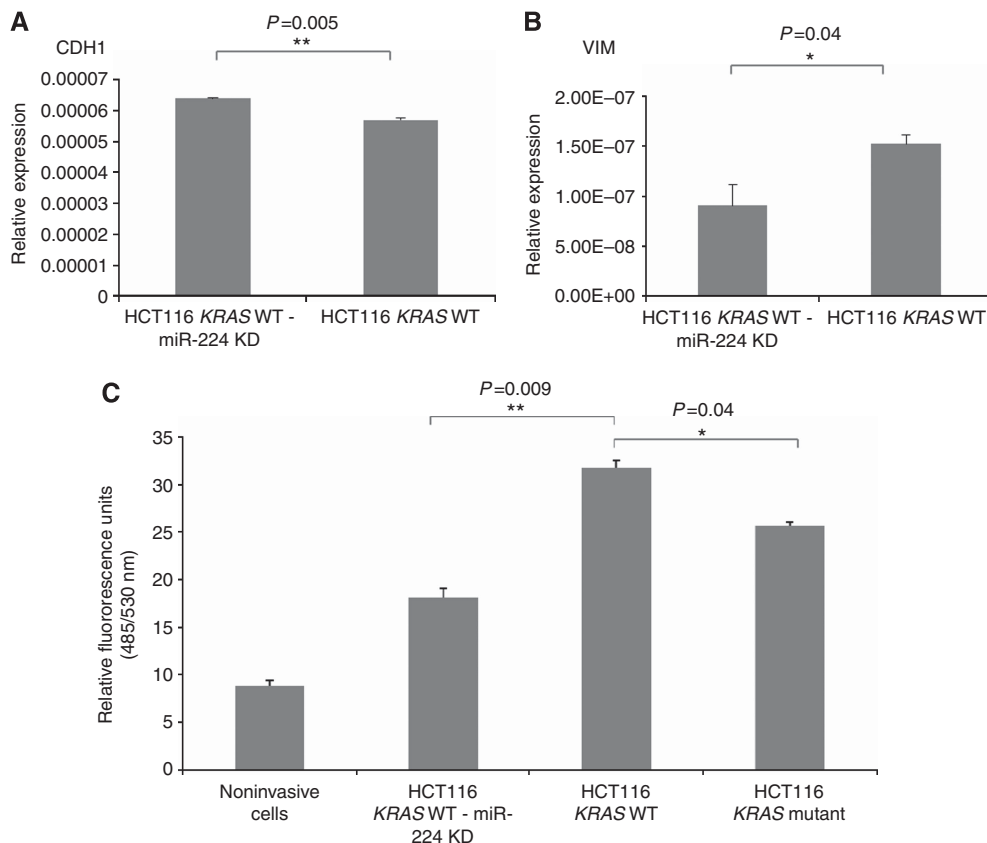 A
CDH1
P=0.005
**
Relative expression
0.00007
0.00006
0.00005
0.00004
0.00003
0.00002
0.00001
0
HCT116 KRAS WT -
miR-224 KD
HCT116 KRAS WT
B
VIM
P=0.04
*
Relative expression
2.00E–07
1.50E–07
1.00E–07
5.00E–08
0.00E+00
HCT116 KRAS WT -
miR-224 KD
HCT116 KRAS WT
C
P=0.009
**
P=0.04
*
Relative fluororescence units
(485/530 nm)
35
30
25
20
15
10
5
0
Noninvasive
cells
HCT116
KRAS WT - miR-
224 KD
HCT116
KRAS WT
HCT116
KRAS mutant